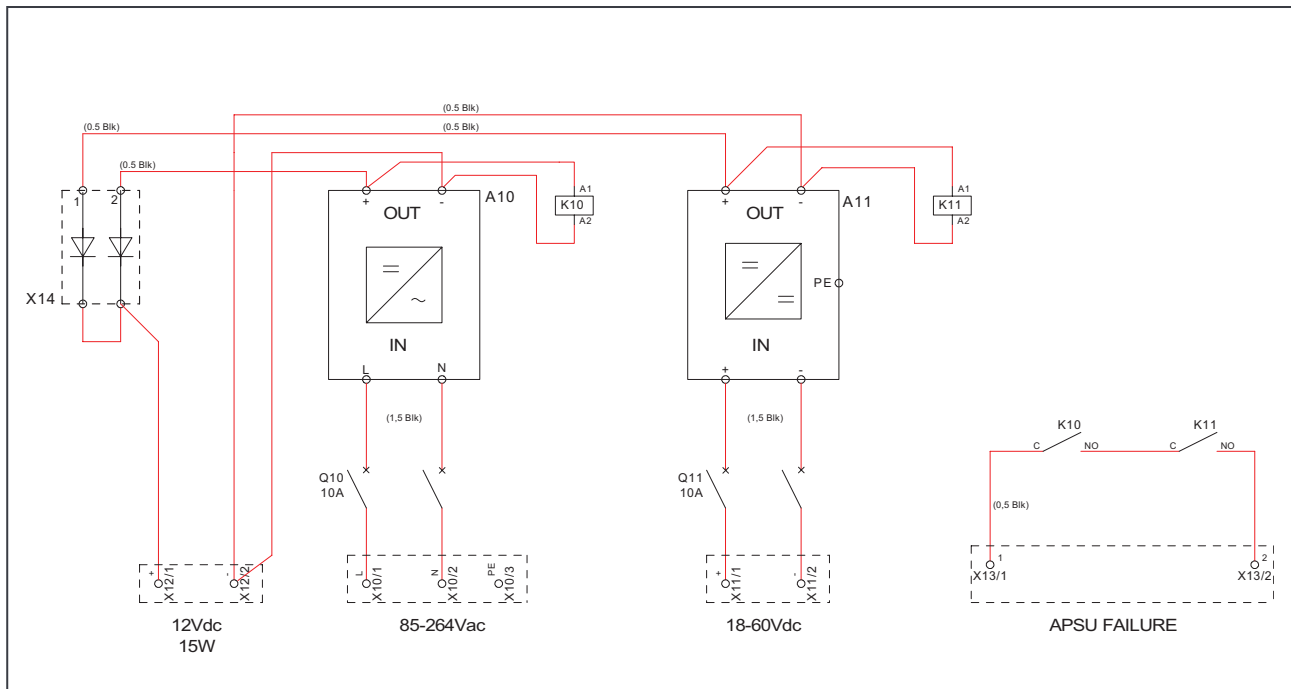 (0.5 Blk)
(0.5 Blk)
(0.5 Blk)
(0.5 Blk)
1
2
X14
+
-
OUT
A10
IN
L
N
A1
K10
A2
+
-
OUT
A11
PE
IN
+
-
A1
K11
A2
(1,5 Blk)
(1,5 Blk)
Q10
10A
Q11
10A
K10
C
NO
K11
C
NO
(0,5 Blk)
+
X12/1
-
X12/2
12Vdc
15W
L
X10/1
N
X10/2
PE
X10/3
85-264Vac
+
X11/1
-
X11/2
18-60Vdc
1
X13/1
2
X13/2
APSU FAILURE